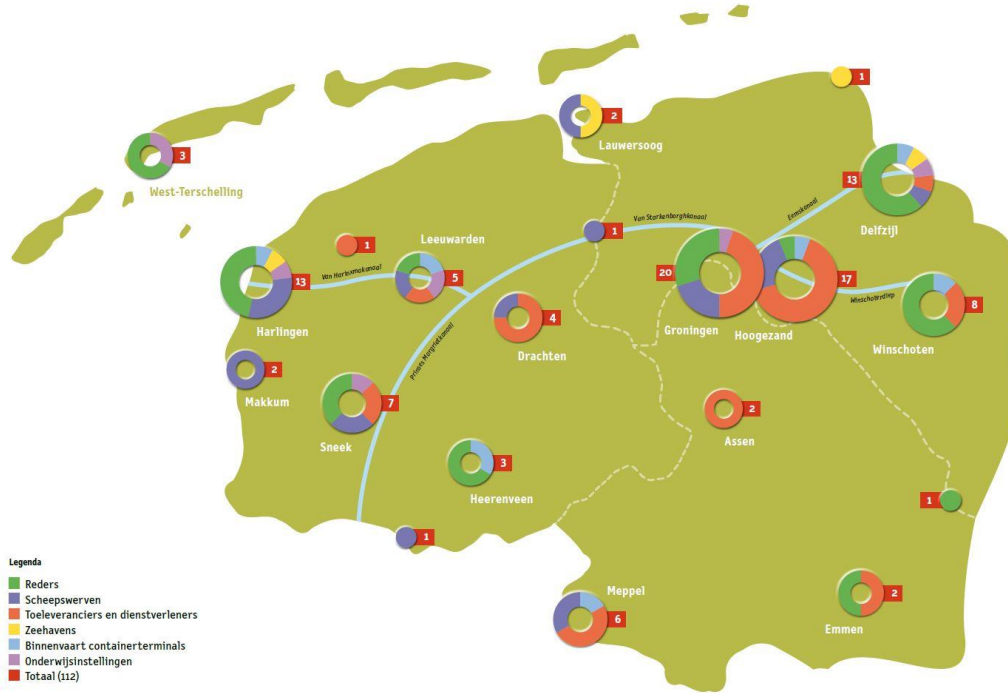 1
2
Lauwersoog
3
West-Terschelling
13
Delfzijl
Eemskanaal
Van Starkenborghkanaal
1
1
Leeuwarden
5
Van Harinxmakanaal
13
Harlingen
20
Groningen
17
Hoogezand
Winschoterdiep
8
Winschoten
4
Drachten
Prinses Margrietkanaal
2
Makkum
7
Sneek
2
Assen
3
Heerenveen
1
1
Meppel
6
2
Emmen
Legenda
Reders
Scheepswerven
Toeleveranciers en dienstverleners
Zeehavens
Binnenvaart containerterminals
Onderwijsinstellingen
Totaal (112)